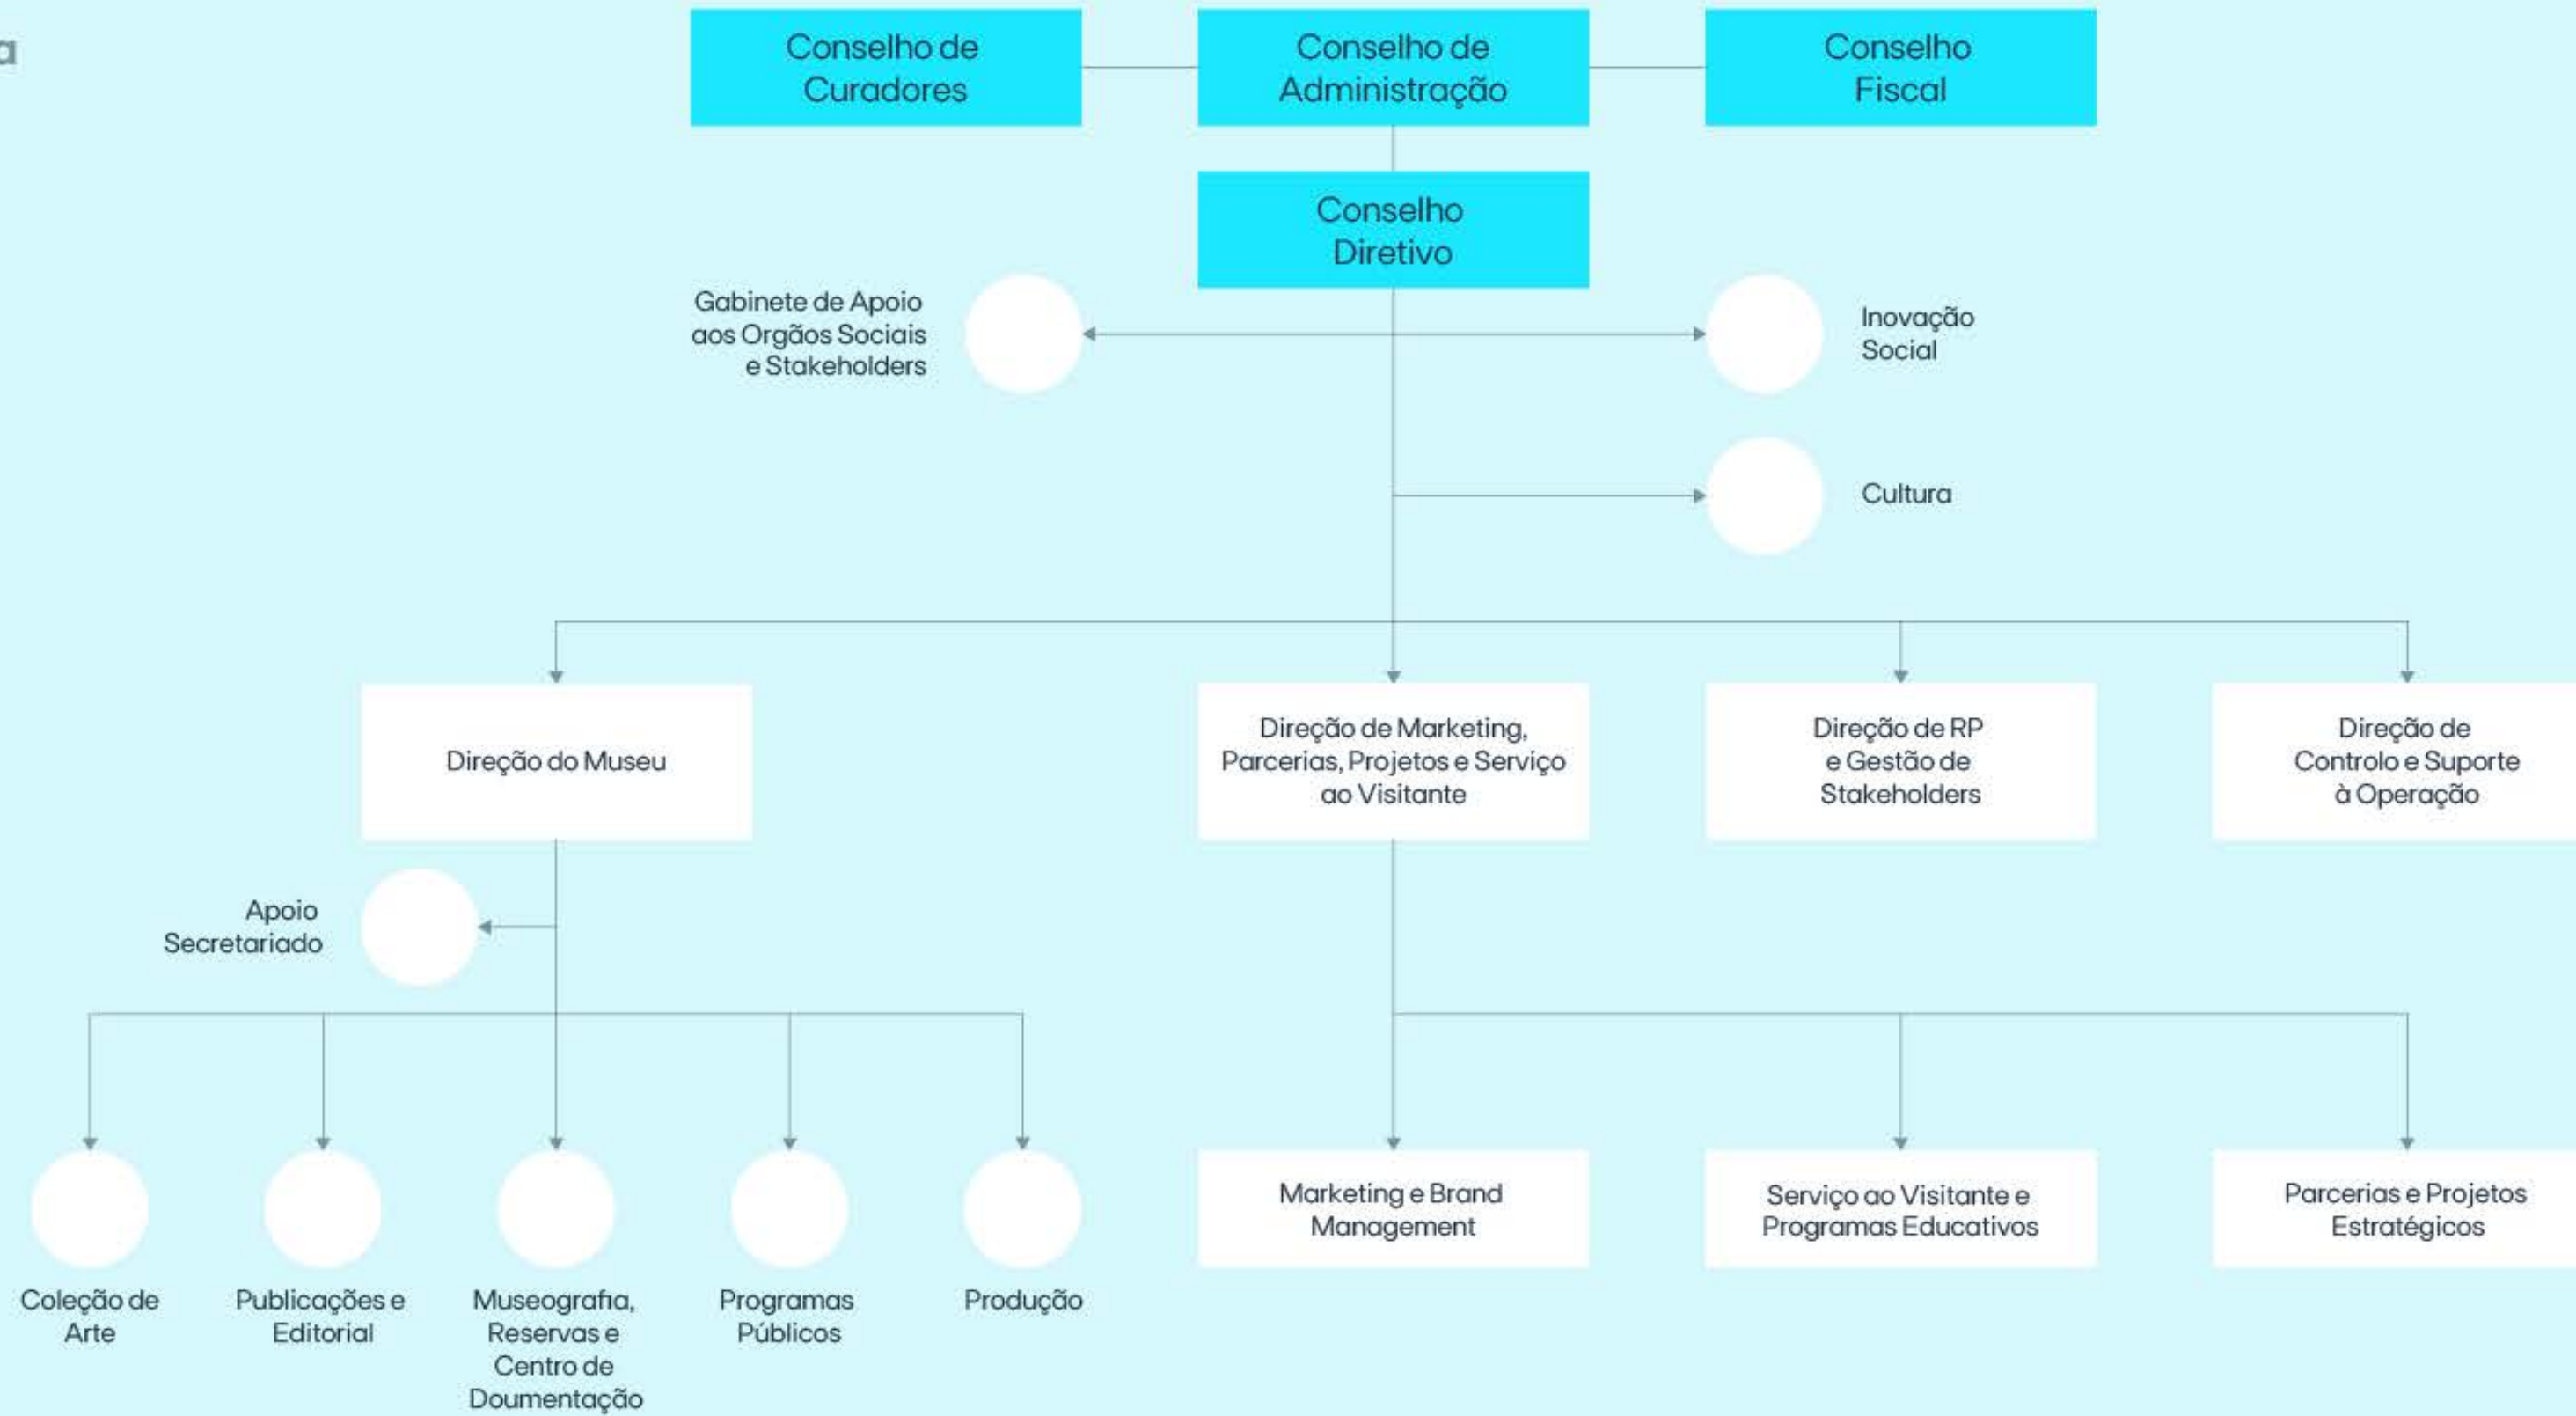 a
Conselho de
Curadores
Conselho de
Administração
Conselho
Fiscal
Conselho
Diretivo
Gabinete de Apoio
aos Orgãos Sociais
e Stakeholders
Inovação
Social
Cultura
Direção do Museu
Direção de Marketing,
Parcerias, Projetos e Serviço
ao Visitante
Direção de RP
e Gestão de
Stakeholders
Direção de
Controlo e Suporte
à Operação
Apoio
Secretariado
Coleção de
Arte
Publicações e
Editorial
Museografia,
Reservas e
Centro de
Doumentação
Programas
Públicos
Produção
Marketing e Brand
Management
Serviço ao Visitante e
Programas Educativos
Parcerias e Projetos
Estratégicos